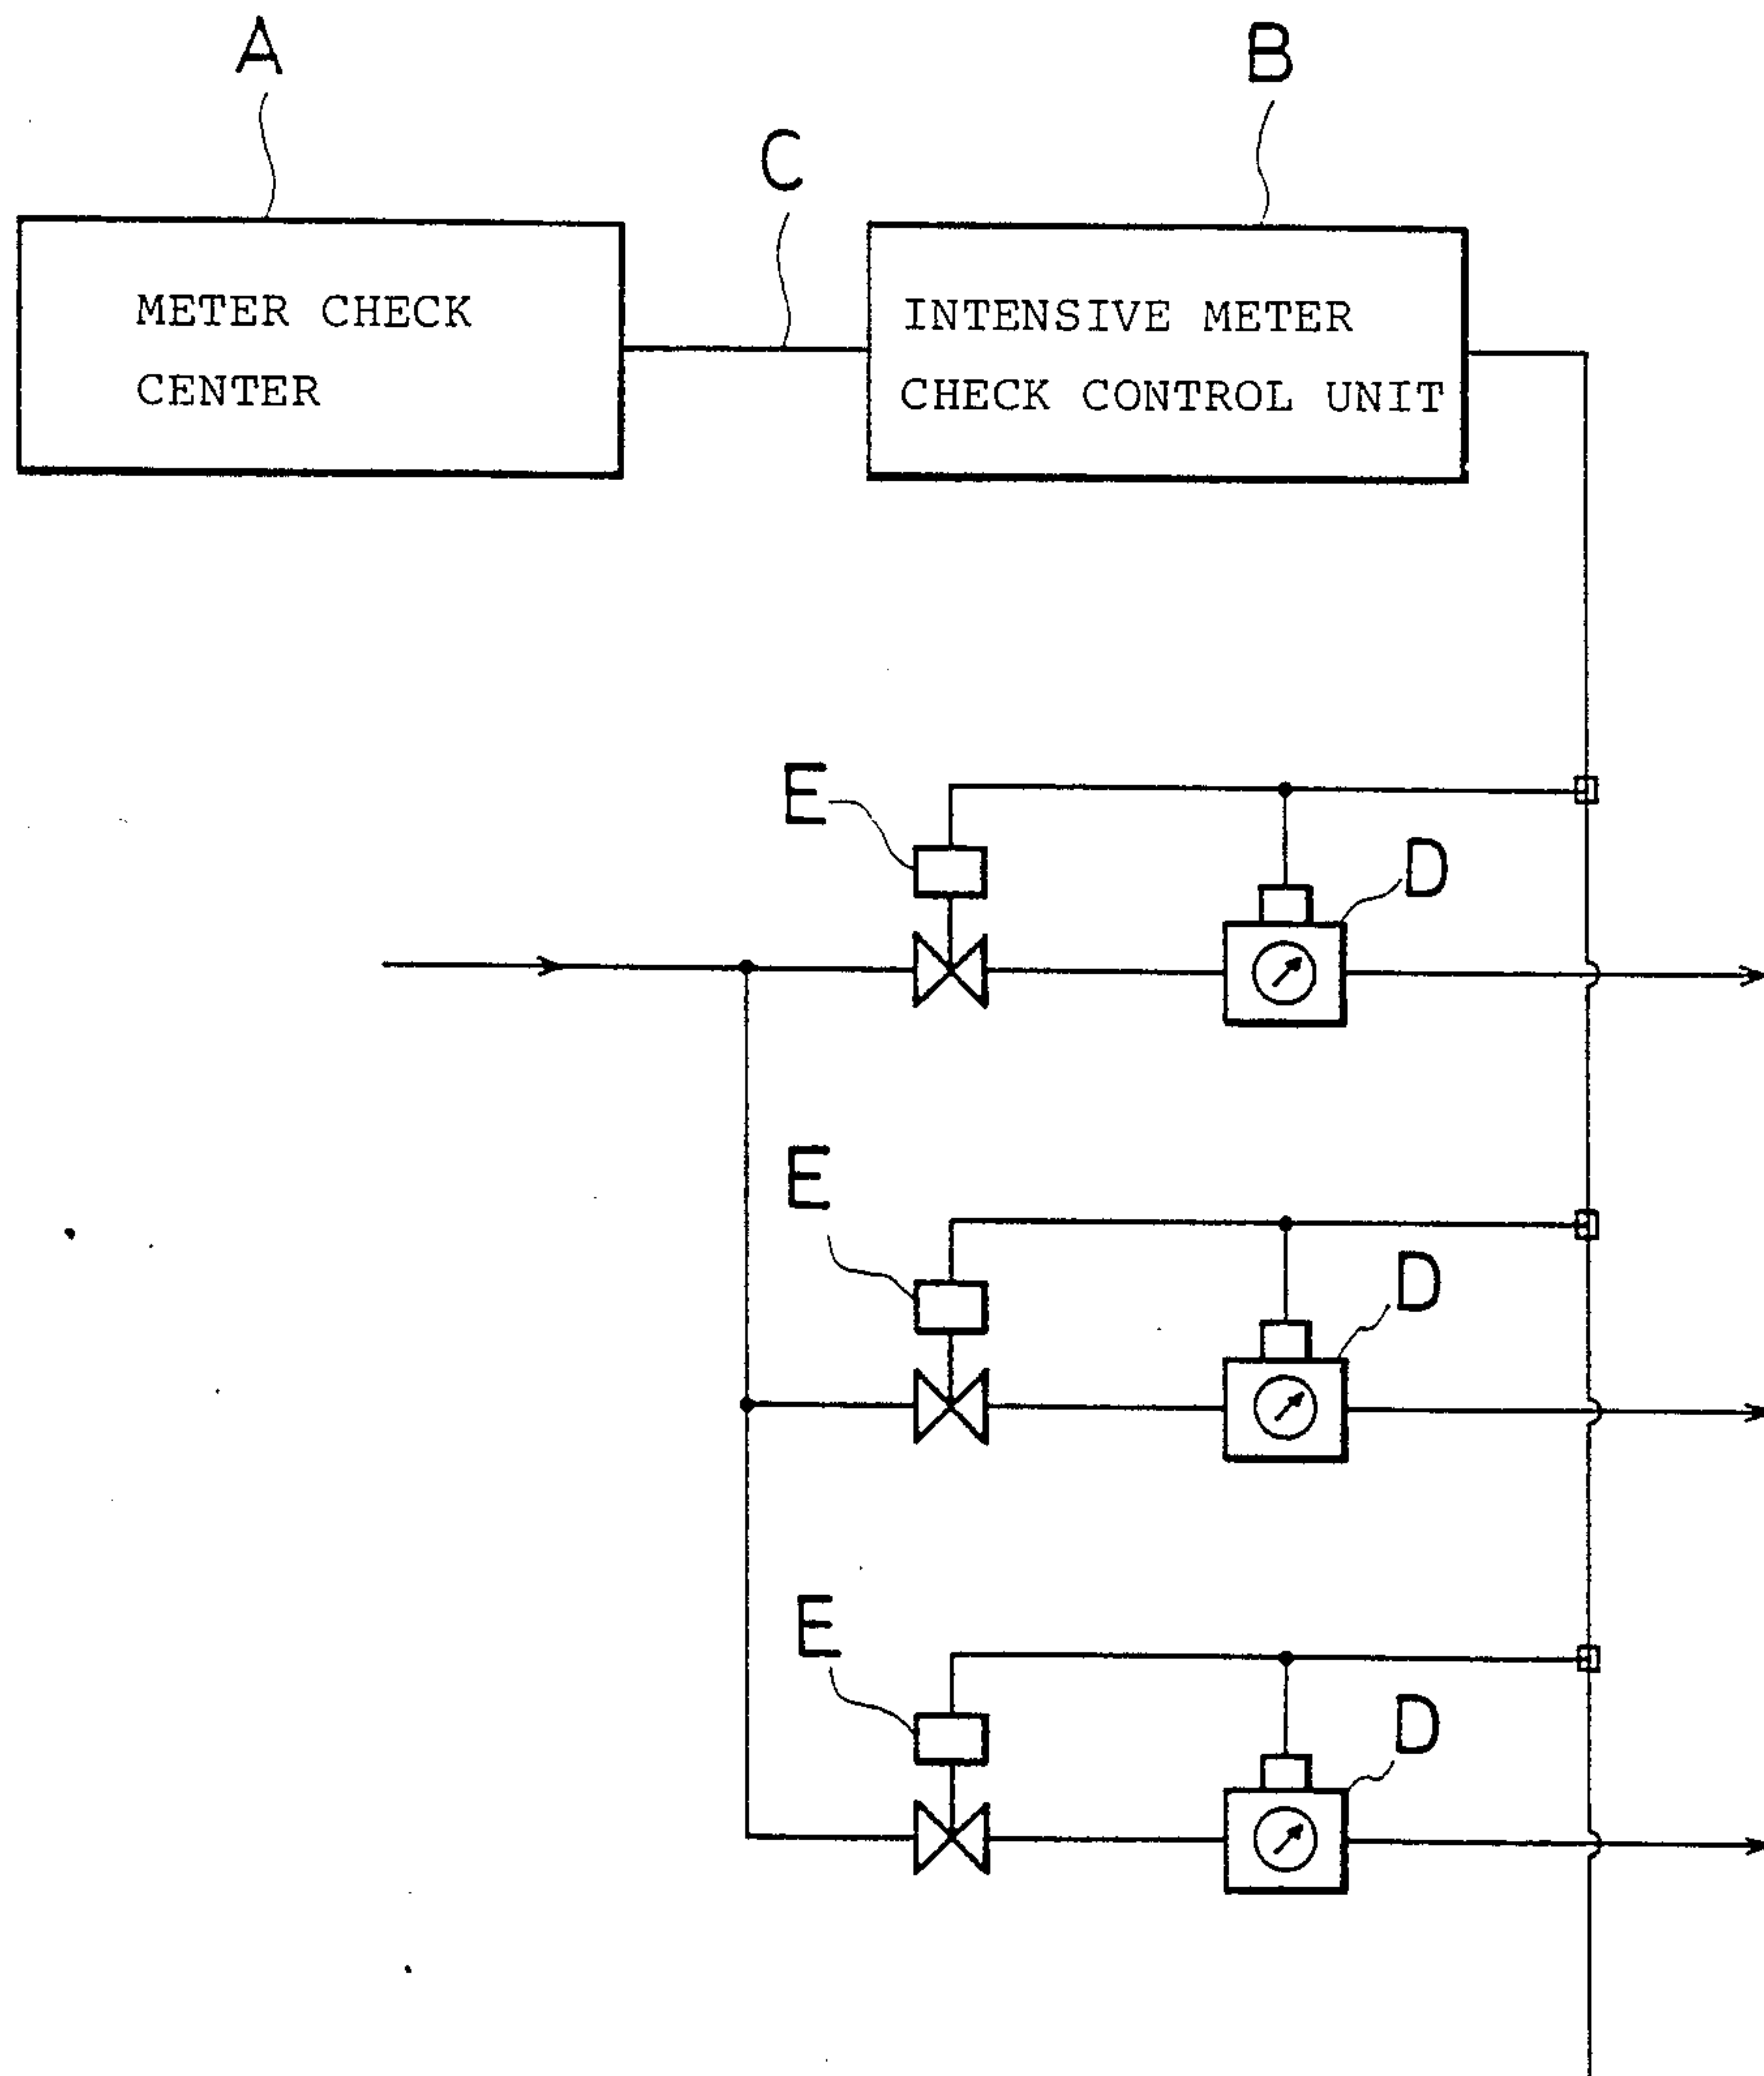 A
B
C
METER CHECK
CENTER
INTENSIVE METER
CHECK CONTROL UNIT
E
D
E
D
E
D